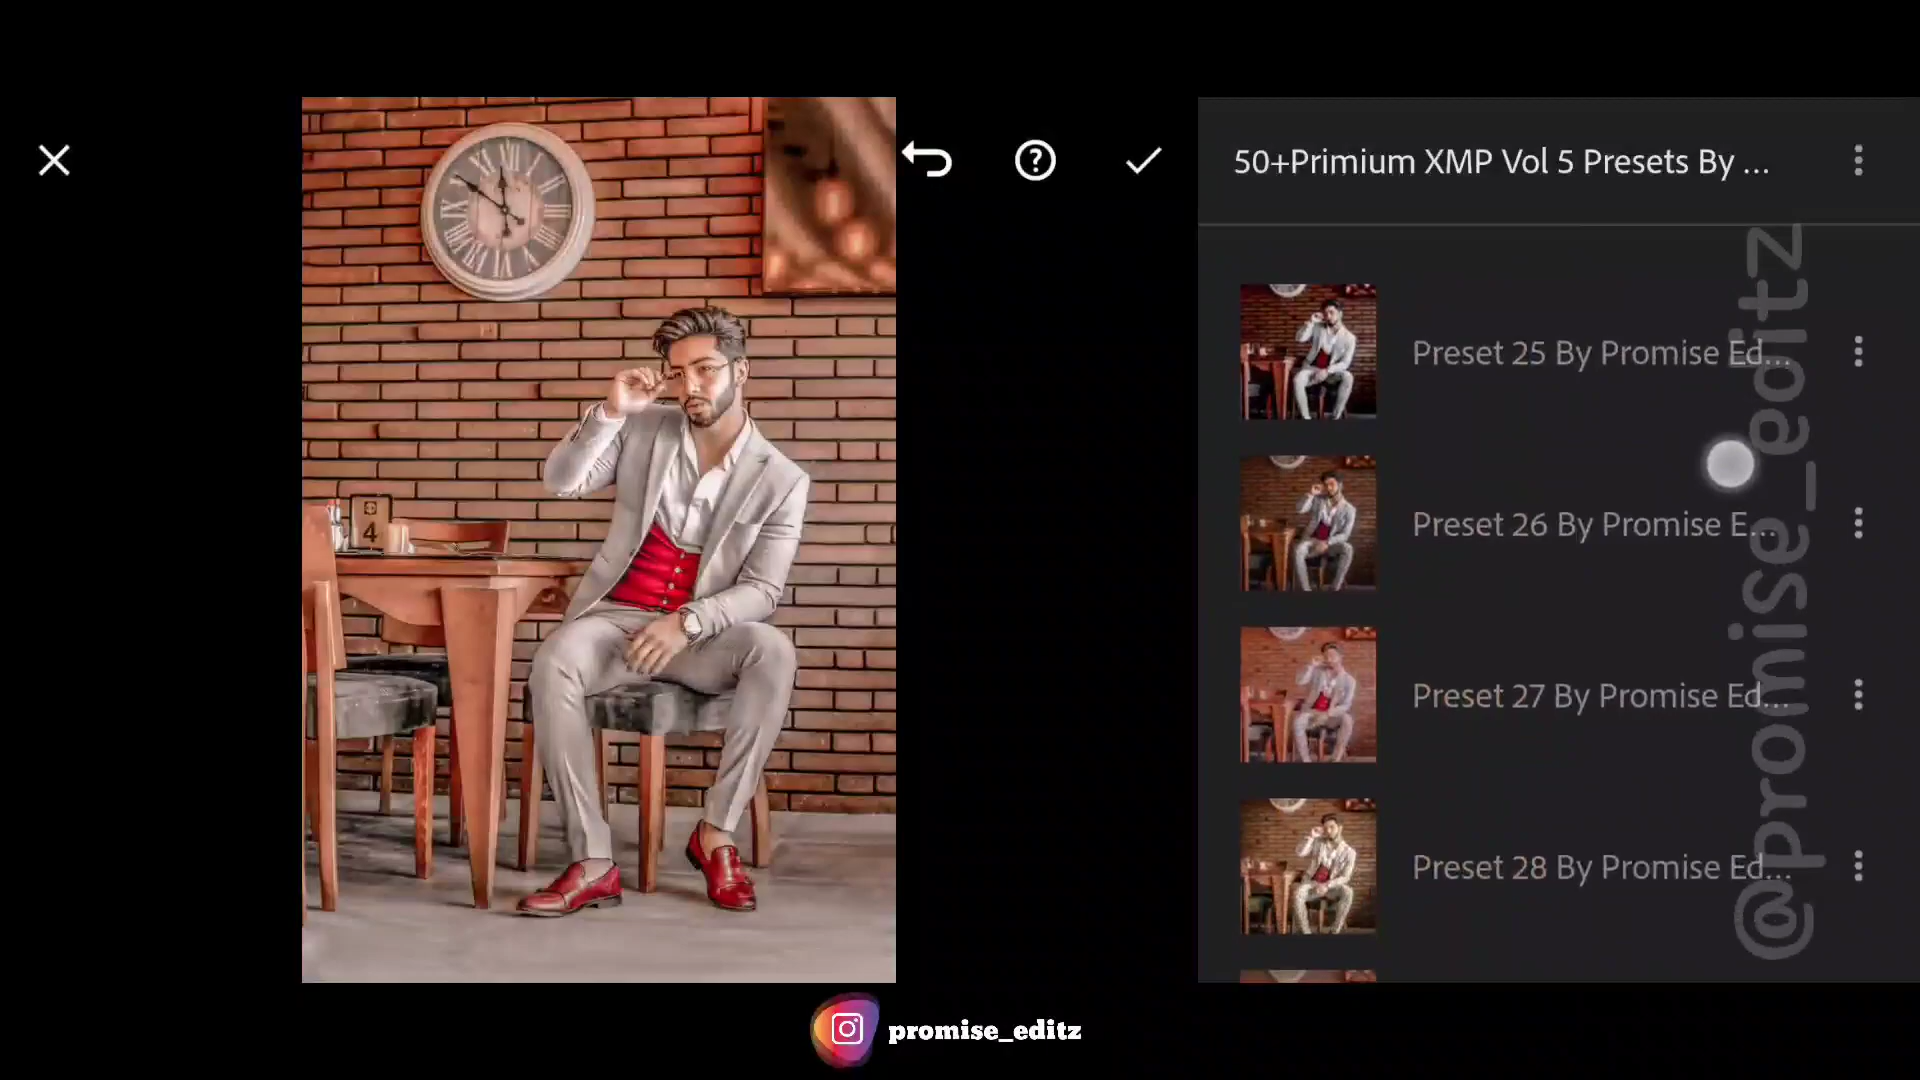 50+Primium XMP Vol 5 Presets By ...
Preset 25 By Promise Ed...
Preset 26 By Promise E...
Preset 27 By Promise Ed...
Preset 28 By Promise Ed...
@promise_editz
4
promise_editz